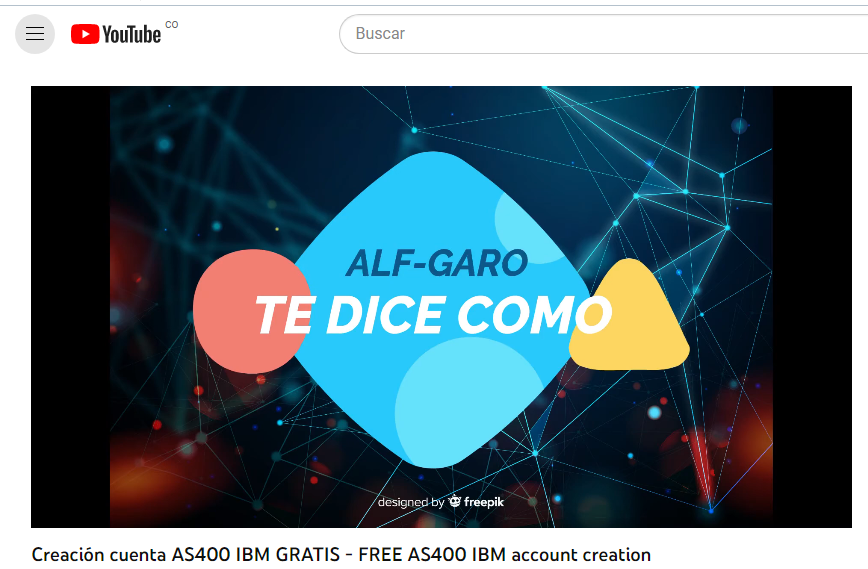 YouTube CO
Buscar
ALF-GARO
TE DICE COMO
designed by freepik
Creación cuenta AS400 IBM GRATIS - FREE AS400 IBM account creation